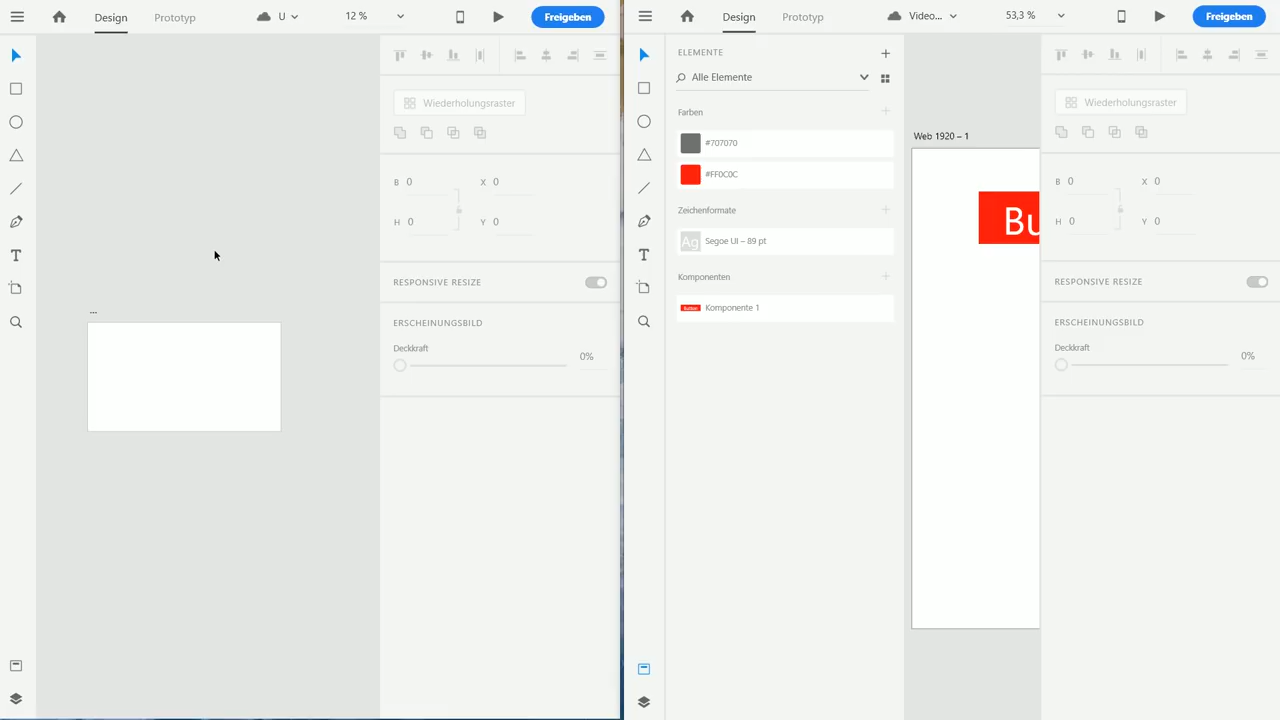 Design
Prototyp
U
12 %
Freigeben
Wiederholungsraster
B 0
X 0
H 0
Y 0
RESPONSIVE RESIZE
ERSCHEINUNGSBILD
Deckkraft
0%
...
T
Design
Prototyp
Video...
53,3 %
Freigeben
ELEMENTE
Alle Elemente
Farben
#707070
#FF0C0C
Zeichenformate
Ag Segoe UI – 89 pt
Komponenten
Button Komponente 1
T
Web 1920 – 1
Bu
Wiederholungsraster
B 0
X 0
H 0
Y 0
RESPONSIVE RESIZE
ERSCHEINUNGSBILD
Deckkraft
0%